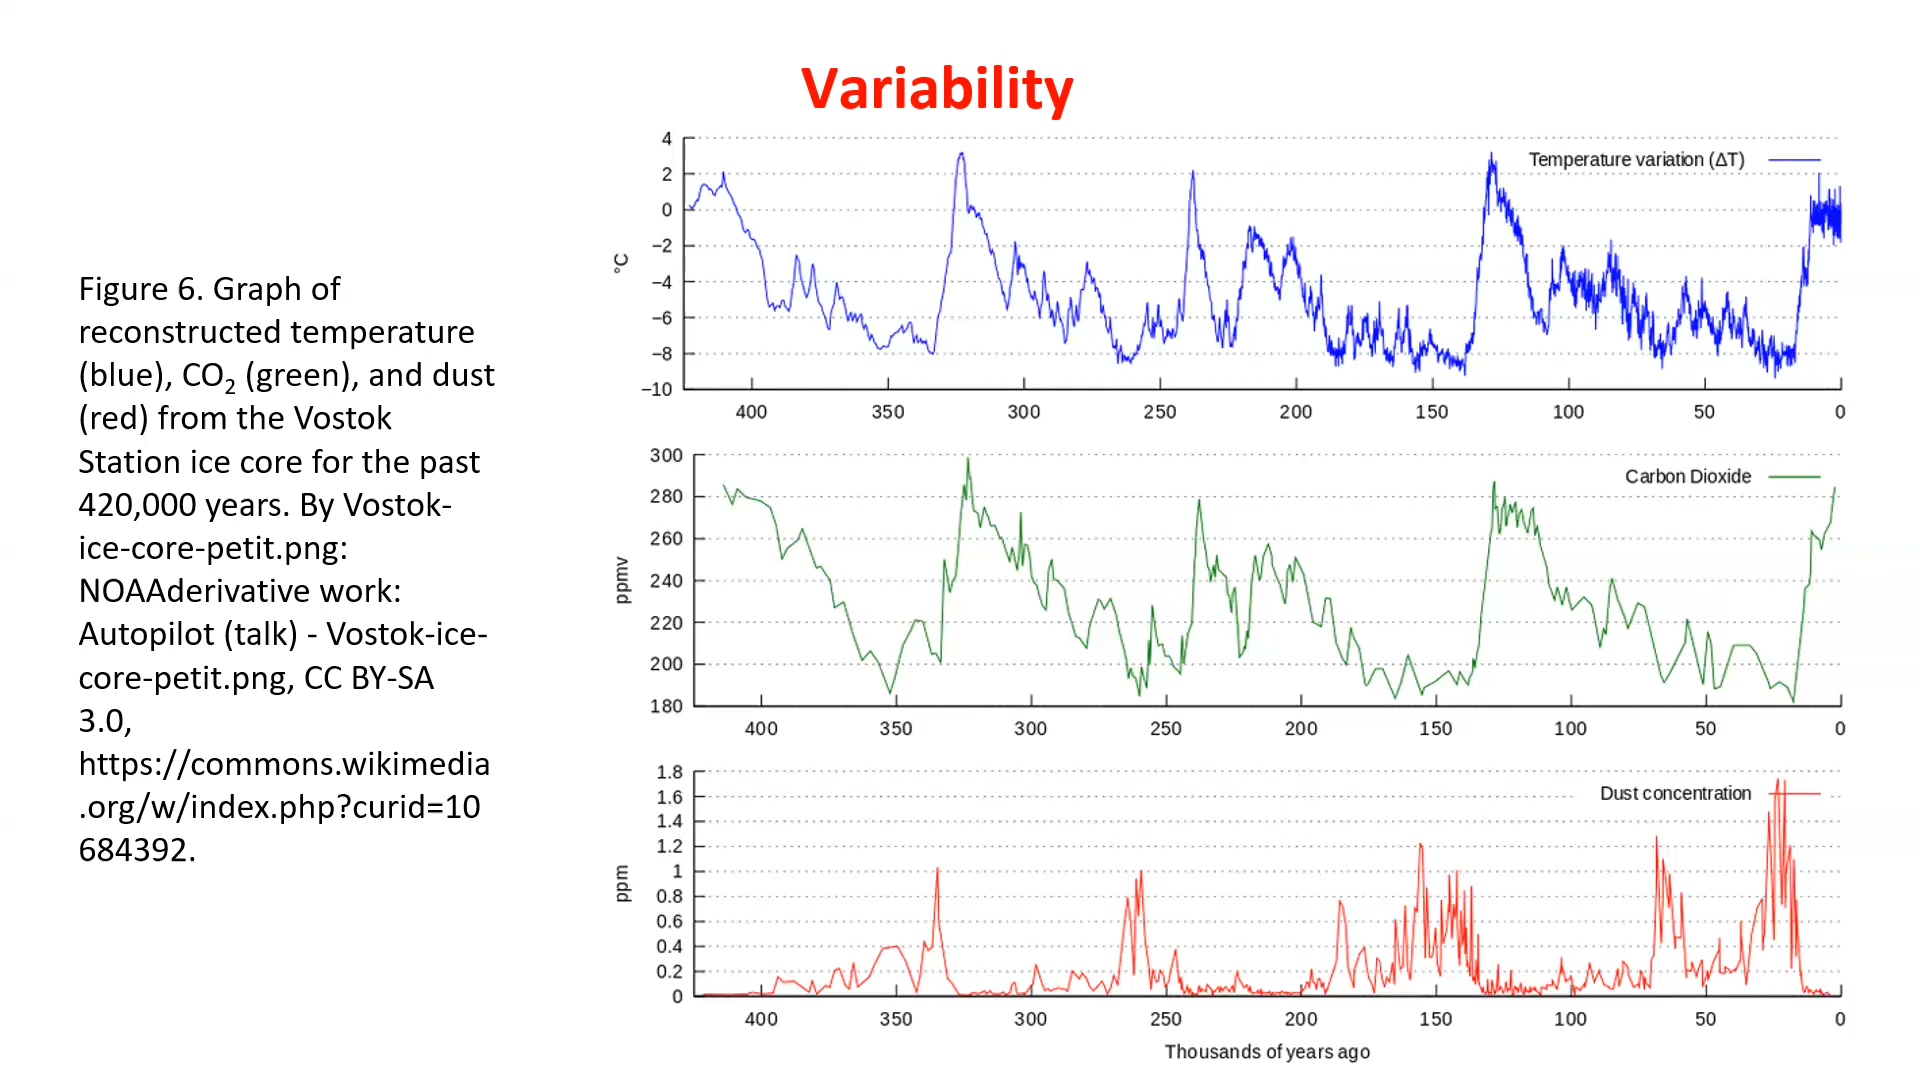 Variability
Figure 6. Graph of
reconstructed temperature
(blue), CO₂ (green), and dust
(red) from the Vostok
Station ice core for the past
420,000 years. By Vostok-
ice-core-petit.png:
NOAAderivative work:
Autopilot (talk) - Vostok-ice-
core-petit.png, CC BY-SA
3.0,
https://commons.wikimedia
.org/w/index.php?curid=10
684392.
Temperature variation (ΔT)
°C
4
2
0
−2
−4
−6
−8
−10
400 350 300 250 200 150 100 50 0
Carbon Dioxide
ppmv
300
280
260
240
220
200
180
400 350 300 250 200 150 100 50 0
Dust concentration
ppm
1.8
1.6
1.4
1.2
1
0.8
0.6
0.4
0.2
0
400 350 300 250 200 150 100 50 0
Thousands of years ago